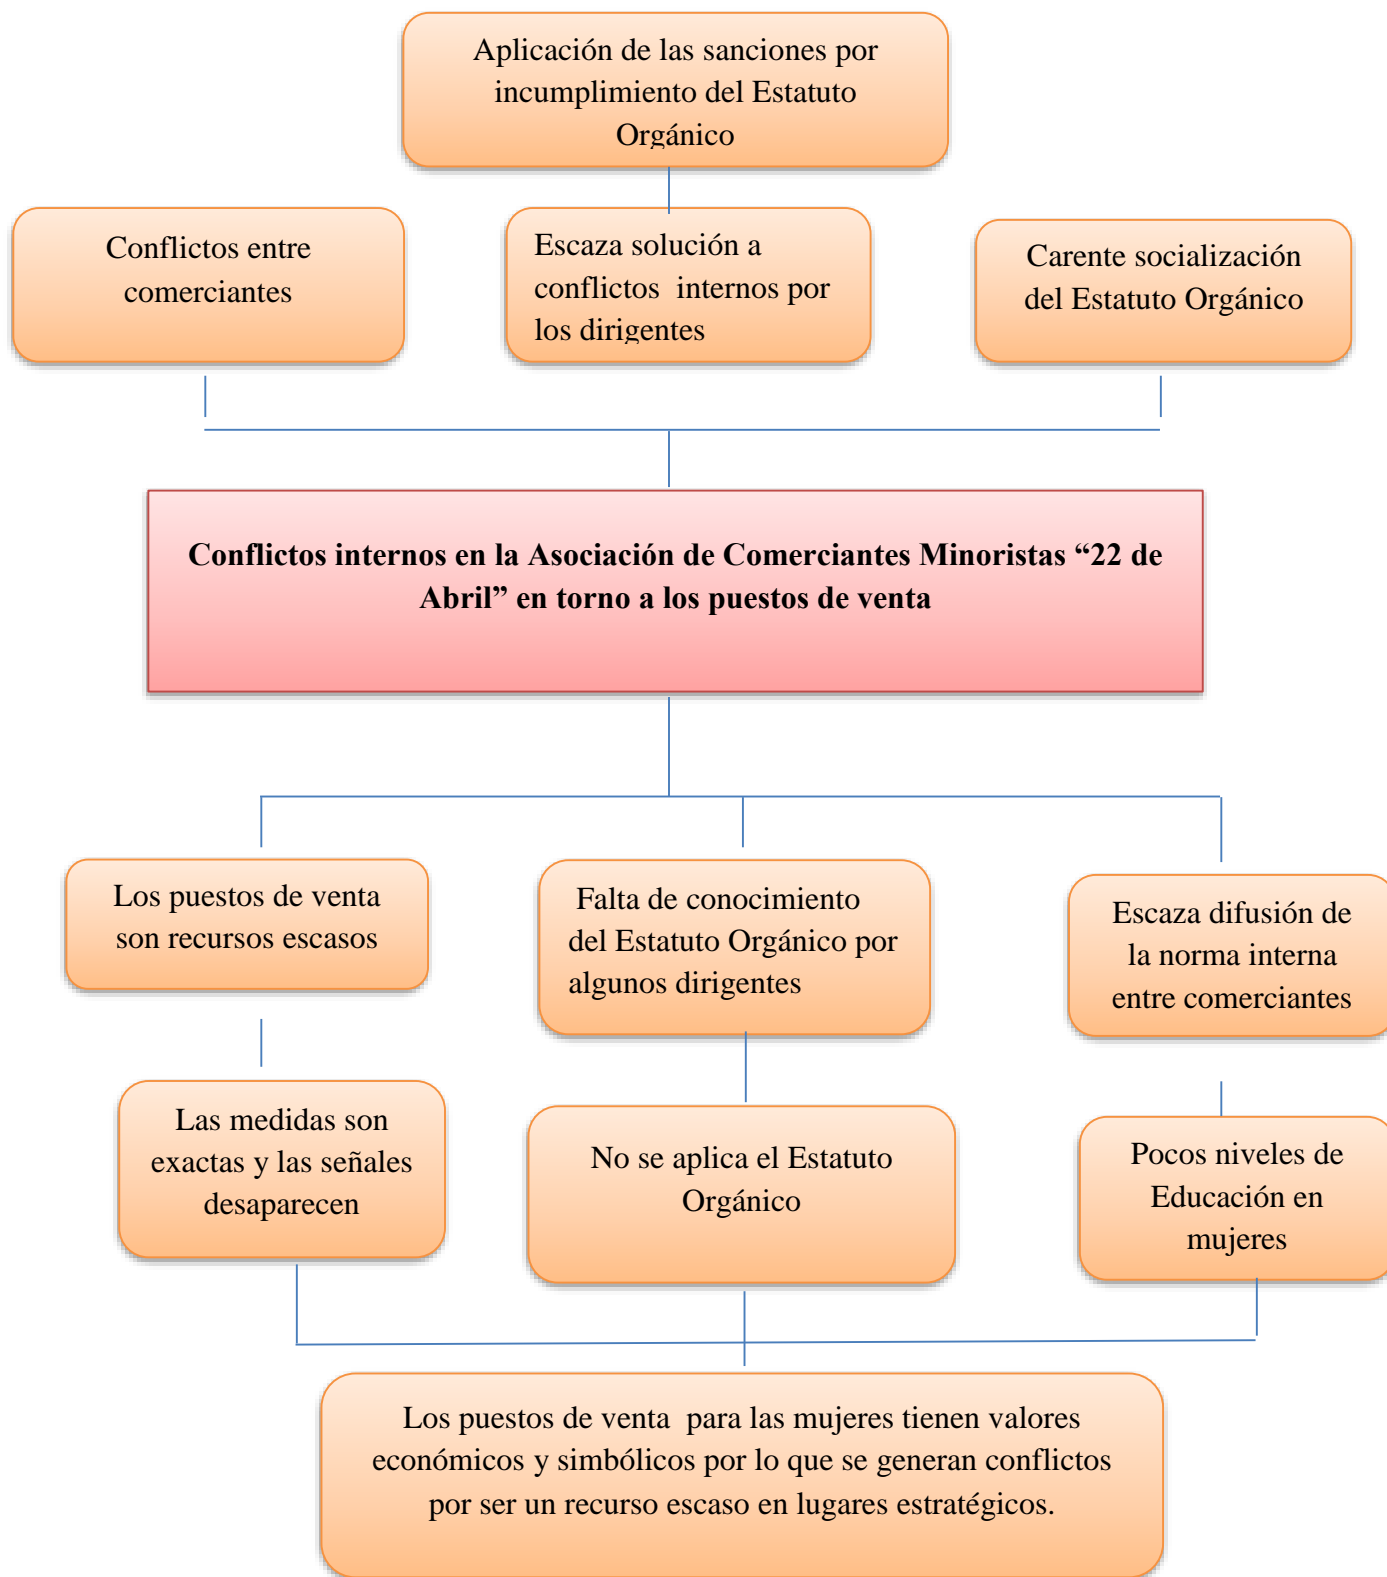 Aplicación de las sanciones por
incumplimiento del Estatuto
Orgánico
Conflictos entre
comerciantes
Escaza solución a
conflictos internos por
los dirigentes
Carente socialización
del Estatuto Orgánico
Conflictos internos en la Asociación de Comerciantes Minoristas “22 de
Abril” en torno a los puestos de venta
Los puestos de venta
son recursos escasos
Falta de conocimiento
del Estatuto Orgánico por
algunos dirigentes
Escaza difusión de
la norma interna
entre comerciantes
Las medidas son
exactas y las señales
desaparecen
No se aplica el Estatuto
Orgánico
Pocos niveles de
Educación en
mujeres
Los puestos de venta para las mujeres tienen valores
económicos y simbólicos por lo que se generan conflictos
por ser un recurso escaso en lugares estratégicos.